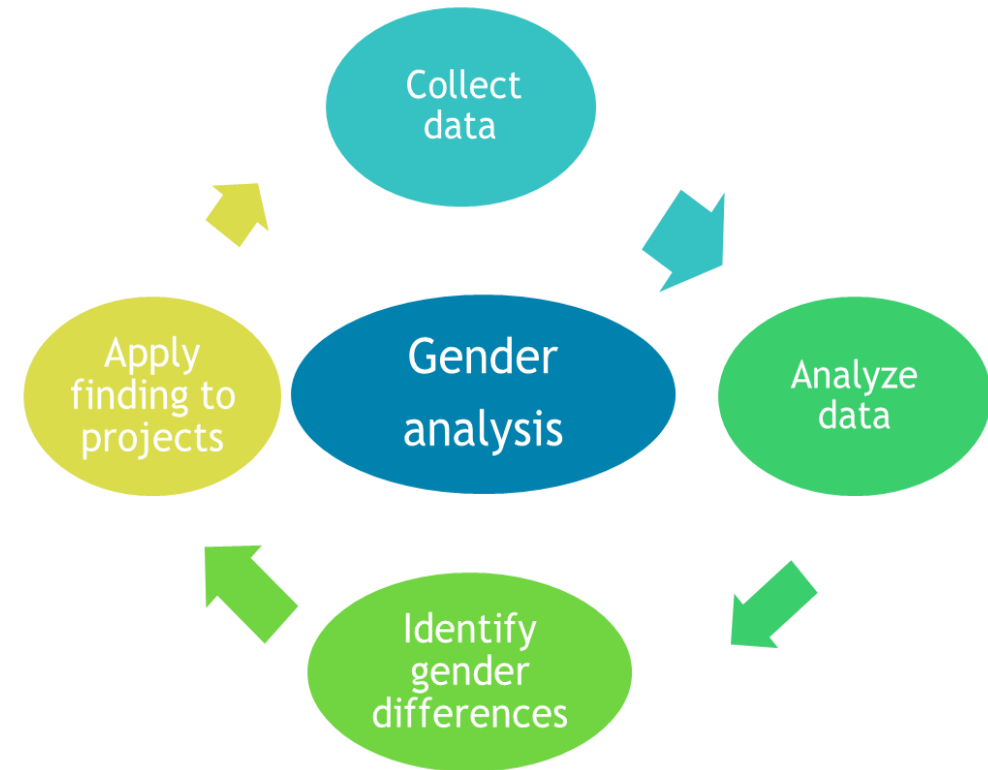 Collect
data
Gender
analysis
Analyze
data
Identify
gender
differences
Apply
finding to
projects